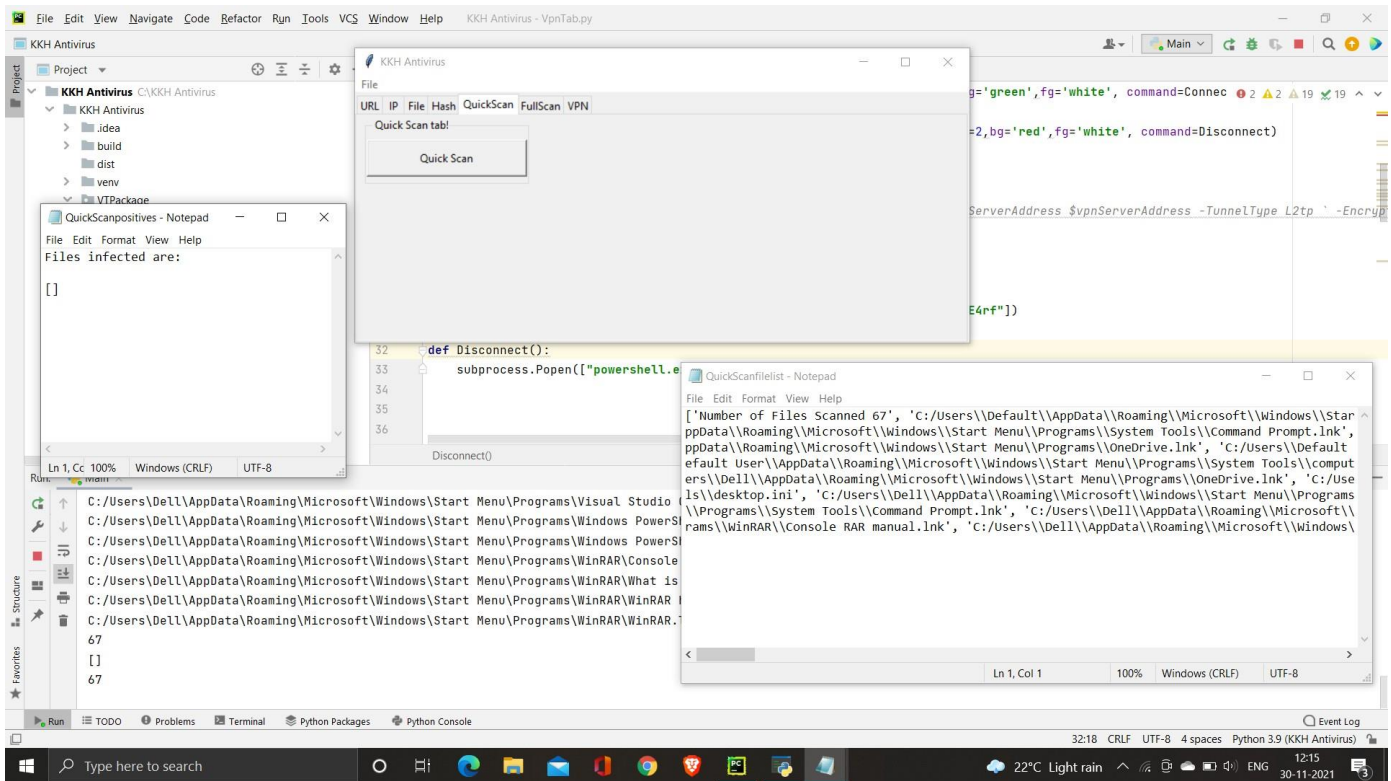 File Edit View Navigate Code Refactor Run Tools VCS Window Help KKH Antivirus - VpnTab.py
KKH Antivirus
Main
Project
Project
KKH Antivirus C:\KKH Antivirus
KKH Antivirus
.idea
build
dist
venv
VTPackage
KKH Antivirus
File
URL IP File Hash QuickScan FullScan VPN
Quick Scan tab!
Quick Scan
g='green',fg='white', command=Connec 2 2 19 19
=2,bg='red',fg='white', command=Disconnect)
ServerAddress $vpnServerAddress -TunnelType L2tp ` -Encryp
E4rf"])
QuickScanpositives - Notepad
File Edit Format View Help
Files infected are:
[]
Ln 1, Cc 100% Windows (CRLF) UTF-8
32 def Disconnect():
33 subprocess.Popen(["powershell.e
34
35
36
Disconnect()
QuickScanfilelist - Notepad
File Edit Format View Help
['Number of Files Scanned 67', 'C:/Users\\Default\\AppData\\Roaming\\Microsoft\\Windows\\Star
ppData\\Roaming\\Microsoft\\Windows\\Start Menu\\Programs\\System Tools\\Command Prompt.lnk',
ppData\\Roaming\\Microsoft\\Windows\\Start Menu\\Programs\\OneDrive.lnk', 'C:/Users\\Default
efault User\\AppData\\Roaming\\Microsoft\\Windows\\Start Menu\\Programs\\System Tools\\comput
ers\\Dell\\AppData\\Roaming\\Microsoft\\Windows\\Start Menu\\Programs\\OneDrive.lnk', 'C:/Use
ls\\desktop.ini', 'C:/Users\\Dell\\AppData\\Roaming\\Microsoft\\Windows\\Start Menu\\Programs
\\Programs\\System Tools\\Command Prompt.lnk', 'C:/Users\\Dell\\AppData\\Roaming\\Microsoft\\
rams\\WinRAR\\Console RAR manual.lnk', 'C:/Users\\Dell\\AppData\\Roaming\\Microsoft\\Windows\
Ln 1, Col 1 100% Windows (CRLF) UTF-8
Run: Main
C:/Users\Dell\AppData\Roaming\Microsoft\Windows\Start Menu\Programs\Visual Studio
C:/Users\Dell\AppData\Roaming\Microsoft\Windows\Start Menu\Programs\Windows PowerSh
C:/Users\Dell\AppData\Roaming\Microsoft\Windows\Start Menu\Programs\Windows PowerSh
C:/Users\Dell\AppData\Roaming\Microsoft\Windows\Start Menu\Programs\WinRAR\Console
C:/Users\Dell\AppData\Roaming\Microsoft\Windows\Start Menu\Programs\WinRAR\What is
C:/Users\Dell\AppData\Roaming\Microsoft\Windows\Start Menu\Programs\WinRAR\WinRAR
C:/Users\Dell\AppData\Roaming\Microsoft\Windows\Start Menu\Programs\WinRAR\WinRAR.
67
[]
67
Structure
Favorites
Run TODO Problems Terminal Python Packages Python Console
Event Log
32:18 CRLF UTF-8 4 spaces Python 3.9 (KKH Antivirus)
Type here to search
22°C Light rain ENG 12:15
30-11-2021 3